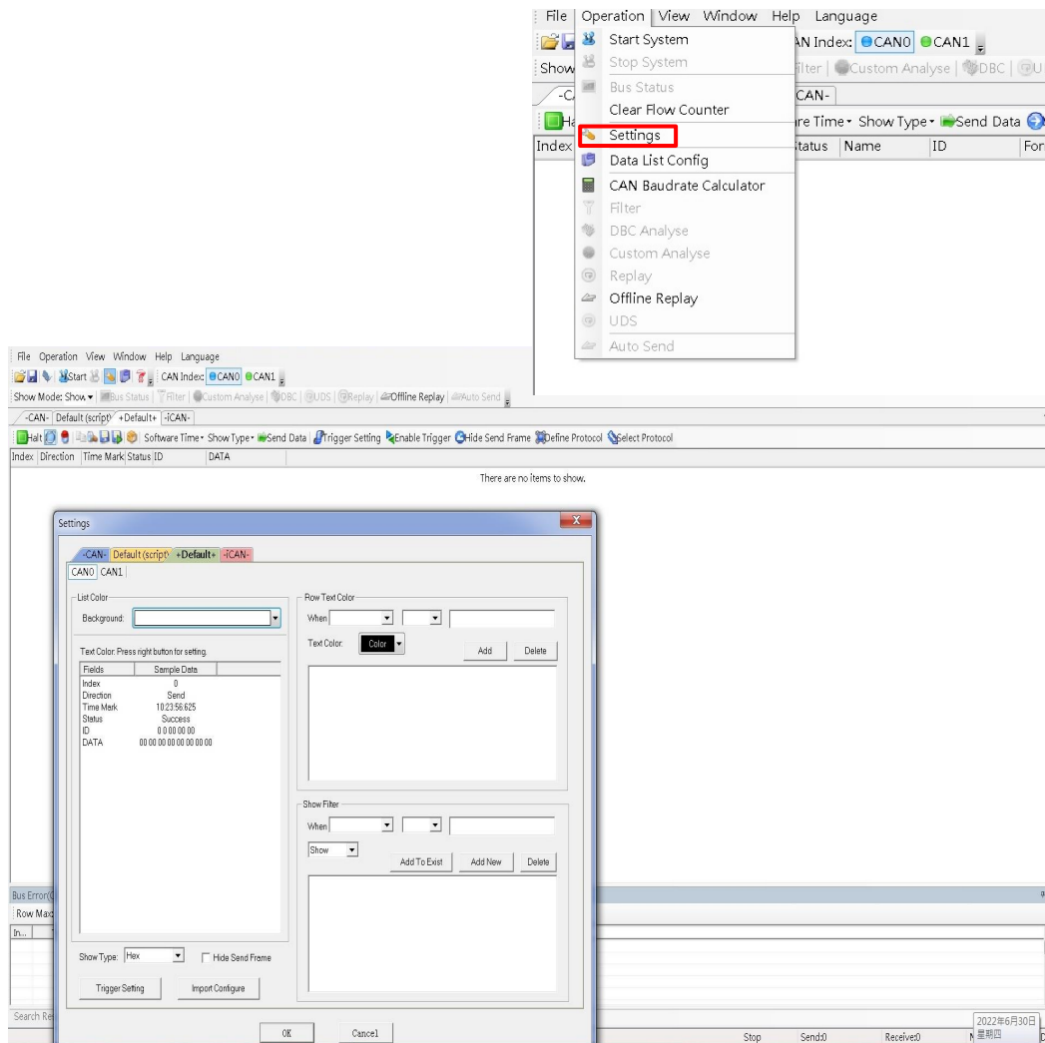 File Operation View Window Help Language
Start System
AN Index: CAN0 CAN1
Show
Stop System
ilter Custom Analyse DBC U
Bus Status
-CA
CAN-
Clear Flow Counter
Ha
re Time Show Type Send Data
Settings
Index
tatus Name ID For
Data List Config
CAN Baudrate Calculator
Filter
DBC Analyse
Custom Analyse
Replay
Offline Replay
UDS
Auto Send
File Operation View Window Help Language
Start CAN Index: CAN0 CAN1
Show Mode: Show Bus Status Filter Custom Analyse DBC UDS Replay Offline Replay Auto Send
-CAN- Default (script) +Default+ -iCAN-
Halt Software Time Show Type Send Data Trigger Setting Enable Trigger Hide Send Frame Define Protocol Select Protocol
Index Direction Time Mark Status ID DATA
There are no items to show.
Settings
-CAN- Default (script) +Default+ -iCAN-
CAN0 CAN1
List Color
Background:
Text Color: Press right button for setting.
Fields Sample Data
Index 0
Direction Send
Time Mark 10:23:56:625
Status Success
ID 0 0 00 00 00
DATA 00 00 00 00 00 00 00 00
Show Type: Hex Hide Send Frame
Trigger Setting Import Configure
Row Text Color
When
Text Color: Color Add Delete
Show Filter
When
Show
Add To Exist Add New Delete
OK Cancel
Bus Error(C
Row Max
In...
Search Re
2022年6月30日
星期四
Stop Send:0 Receive:0